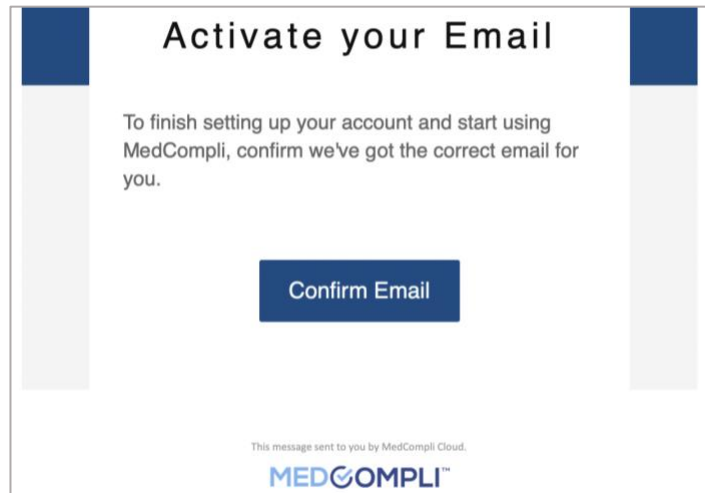 Activate your Email
To finish setting up your account and start using
MedCompli, confirm we've got the correct email for
you.
Confirm Email
This message sent to you by MedCompli Cloud.
MEDCOMPLI™